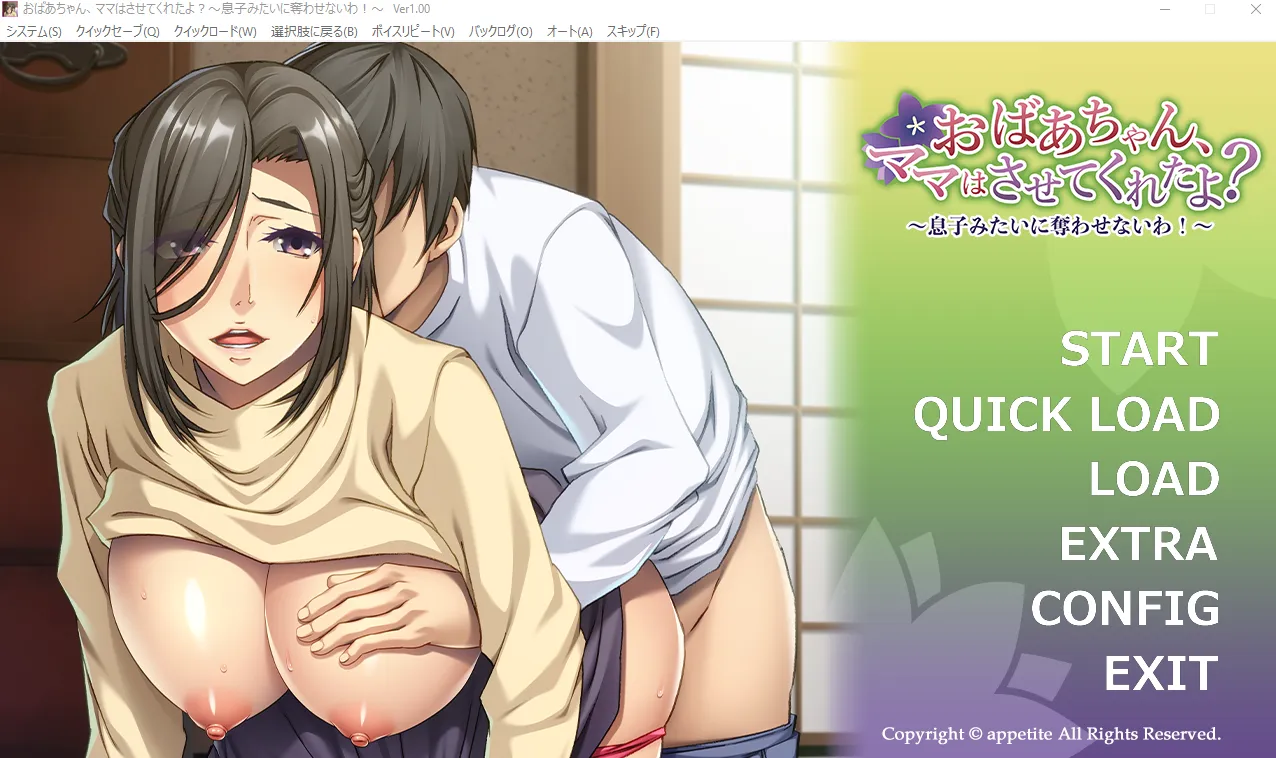 おばあちゃん、ママはさせてくれたよ？～息子みたいに奪わせないわ！～ Ver1.00
システム(S) クイックセーブ(Q) クイックロード(W) 選択肢に戻る(B) ボイスリピート(V) バックログ(O) オート(A) スキップ(F)
おばあちゃん、
ママはさせてくれたよ?
～息子みたいに奪わせないわ！～
START
QUICK LOAD
LOAD
EXTRA
CONFIG
EXIT
Copyright © appetite All Rights Reserved.